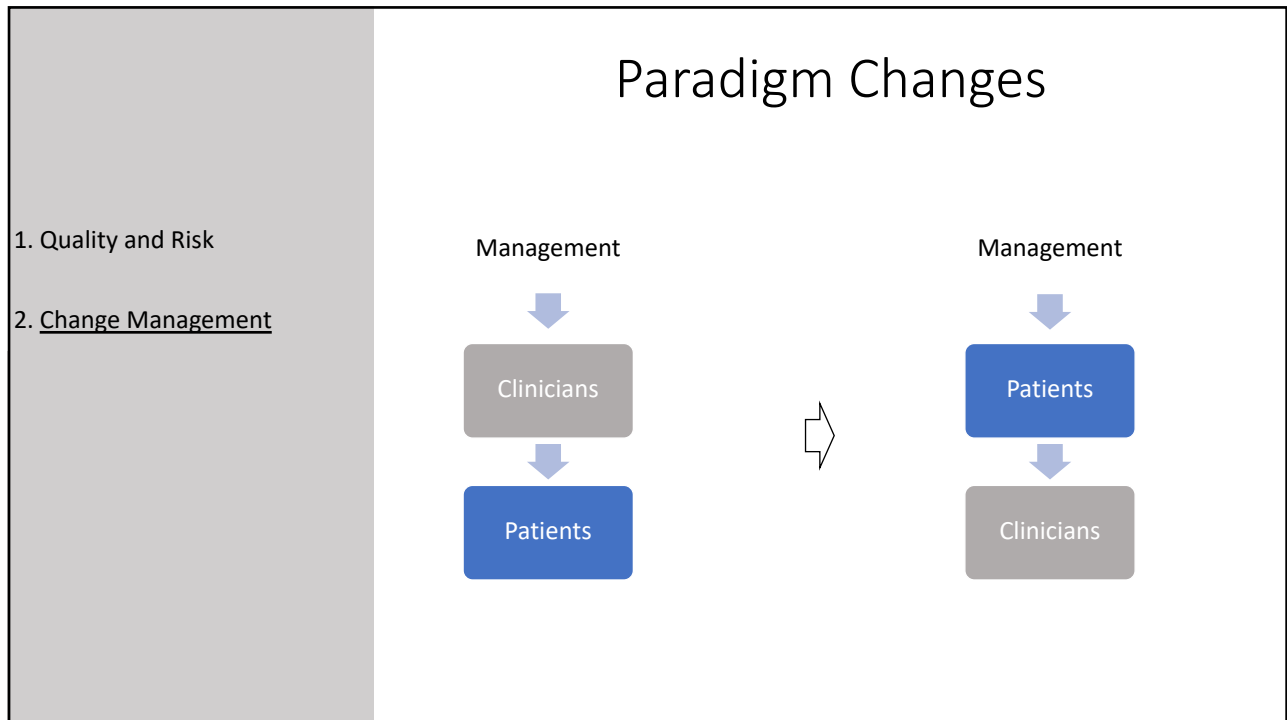 Paradigm Changes
1. Quality and Risk
2. Change Management
Management
Clinicians
Patients
Management
Patients
Clinicians